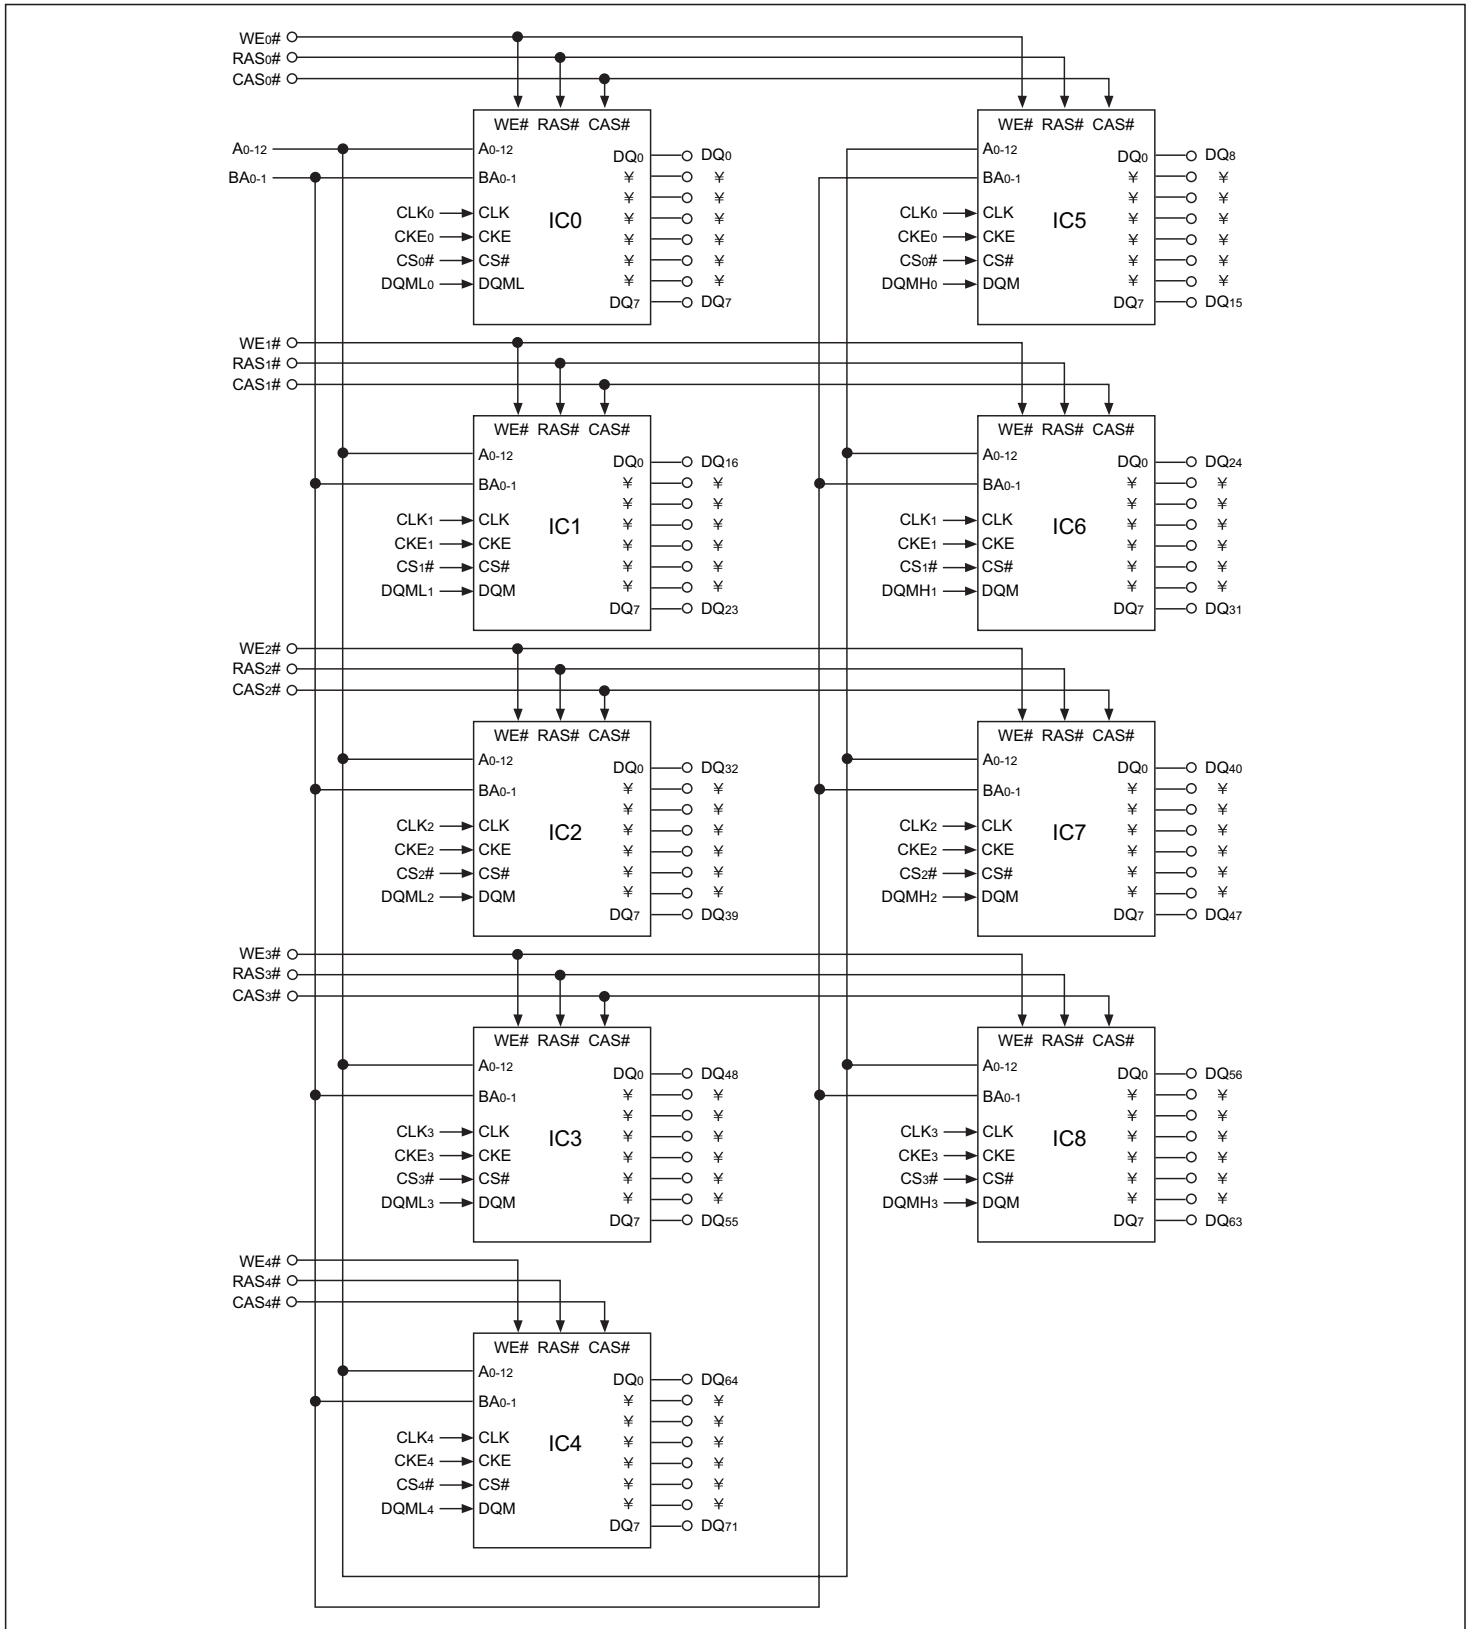 WE0#
RAS0#
CAS0#
WE# RAS# CAS# WE# RAS# CAS#
A0-12 A0-12 DQ0 DQ0 A0-12 DQ0 DQ8
BA0-1 BA0-1 ¥ ¥ BA0-1 ¥ ¥
¥ ¥ ¥ ¥
CLK0 CLK IC0 ¥ ¥ CLK0 CLK IC5 ¥ ¥
CKE0 CKE ¥ ¥ CKE0 CKE ¥ ¥
CS0# CS# ¥ ¥ CS0# CS# ¥ ¥
DQML0 DQML ¥ ¥ DQMH0 DQM ¥ ¥
DQ7 DQ7 DQ7 DQ15
WE1#
RAS1#
CAS1#
WE# RAS# CAS# WE# RAS# CAS#
A0-12 DQ0 DQ16 A0-12 DQ0 DQ24
BA0-1 ¥ ¥ BA0-1 ¥ ¥
¥ ¥ ¥ ¥
CLK1 CLK IC1 ¥ ¥ CLK1 CLK IC6 ¥ ¥
CKE1 CKE ¥ ¥ CKE1 CKE ¥ ¥
CS1# CS# ¥ ¥ CS1# CS# ¥ ¥
DQML1 DQM ¥ ¥ DQMH1 DQM ¥ ¥
DQ7 DQ23 DQ7 DQ31
WE2#
RAS2#
CAS2#
WE# RAS# CAS# WE# RAS# CAS#
A0-12 DQ0 DQ32 A0-12 DQ0 DQ40
BA0-1 ¥ ¥ BA0-1 ¥ ¥
¥ ¥ ¥ ¥
CLK2 CLK IC2 ¥ ¥ CLK2 CLK IC7 ¥ ¥
CKE2 CKE ¥ ¥ CKE2 CKE ¥ ¥
CS2# CS# ¥ ¥ CS2# CS# ¥ ¥
DQML2 DQM ¥ ¥ DQMH2 DQM ¥ ¥
DQ7 DQ39 DQ7 DQ47
WE3#
RAS3#
CAS3#
WE# RAS# CAS# WE# RAS# CAS#
A0-12 DQ0 DQ48 A0-12 DQ0 DQ56
BA0-1 ¥ ¥ BA0-1 ¥ ¥
¥ ¥ ¥ ¥
CLK3 CLK IC3 ¥ ¥ CLK3 CLK IC8 ¥ ¥
CKE3 CKE ¥ ¥ CKE3 CKE ¥ ¥
CS3# CS# ¥ ¥ CS3# CS# ¥ ¥
DQML3 DQM ¥ ¥ DQMH3 DQM ¥ ¥
DQ7 DQ55 DQ7 DQ63
WE4#
RAS4#
CAS4#
WE# RAS# CAS#
A0-12 DQ0 DQ64
BA0-1 ¥ ¥
¥ ¥
CLK4 CLK IC4 ¥ ¥
CKE4 CKE ¥ ¥
CS4# CS# ¥ ¥
DQML4 DQM ¥ ¥
DQ7 DQ71